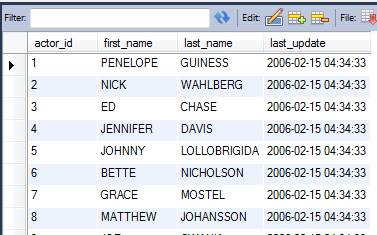 Filter: Edit: File:
actor_id first_name last_name last_update
1 PENELOPE GUINESS 2006-02-15 04:34:33
2 NICK WAHLBERG 2006-02-15 04:34:33
3 ED CHASE 2006-02-15 04:34:33
4 JENNIFER DAVIS 2006-02-15 04:34:33
5 JOHNNY LOLLOBRIGIDA 2006-02-15 04:34:33
6 BETTE NICHOLSON 2006-02-15 04:34:33
7 GRACE MOSTEL 2006-02-15 04:34:33
8 MATTHEW JOHANSSON 2006-02-15 04:34:33